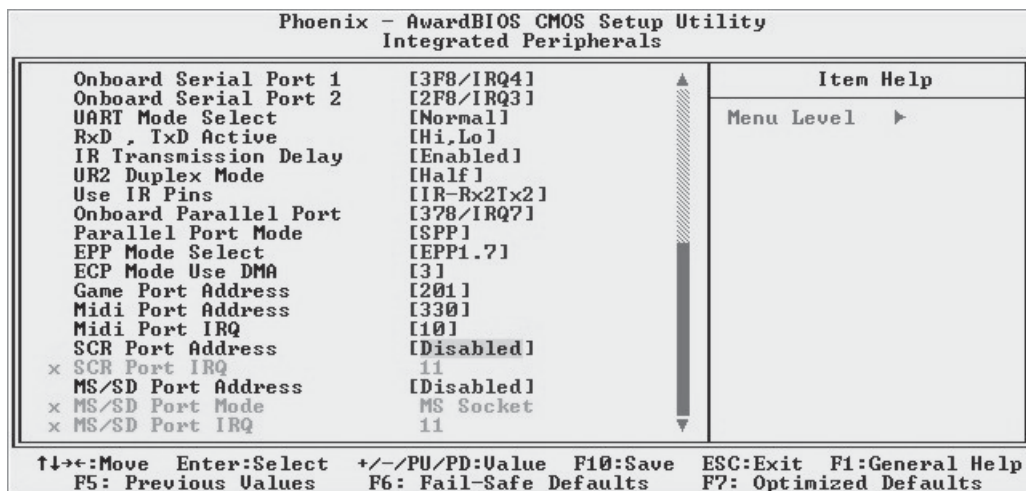 Phoenix - AwardBIOS CMOS Setup Utility
Integrated Peripherals
Onboard Serial Port 1 [3F8/IRQ4]
Onboard Serial Port 2 [2F8/IRQ3]
UART Mode Select [Normal]
RxD , TxD Active [Hi,Lo]
IR Transmission Delay [Enabled]
UR2 Duplex Mode [Half]
Use IR Pins [IR-Rx2Tx2]
Onboard Parallel Port [378/IRQ7]
Parallel Port Mode [SPP]
EPP Mode Select [EPP1.7]
ECP Mode Use DMA [3]
Game Port Address [201]
Midi Port Address [330]
Midi Port IRQ [10]
SCR Port Address [Disabled]
x SCR Port IRQ 11
MS/SD Port Address [Disabled]
x MS/SD Port Mode MS Socket
x MS/SD Port IRQ 11
Item Help
Menu Level ▶
↑↓→←:Move Enter:Select +/-/PU/PD:Value F10:Save ESC:Exit F1:General Help
F5: Previous Values F6: Fail-Safe Defaults F7: Optimized Defaults